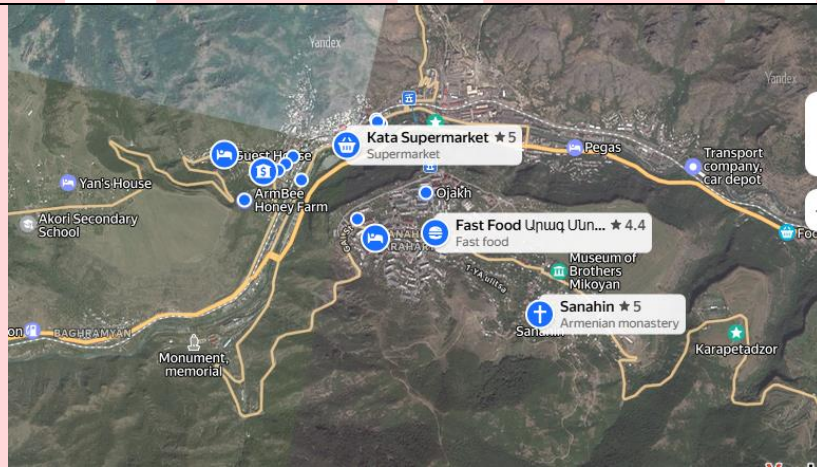 Yandex
Yandex
Kata Supermarket ★5
Supermarket
Pegas
Transport
company,
car depot
Guest House
Yan's House
ArmBee
Honey Farm
Ojakh
Akori Secondary
School
Fast Food Արագ Սնո... ★4.4
Fast food
Museum of
Brothers
Mikoyan
Sanahin ★5
Armenian monastery
BAGHRAMYAN
Monument,
memorial
Karapetadzor